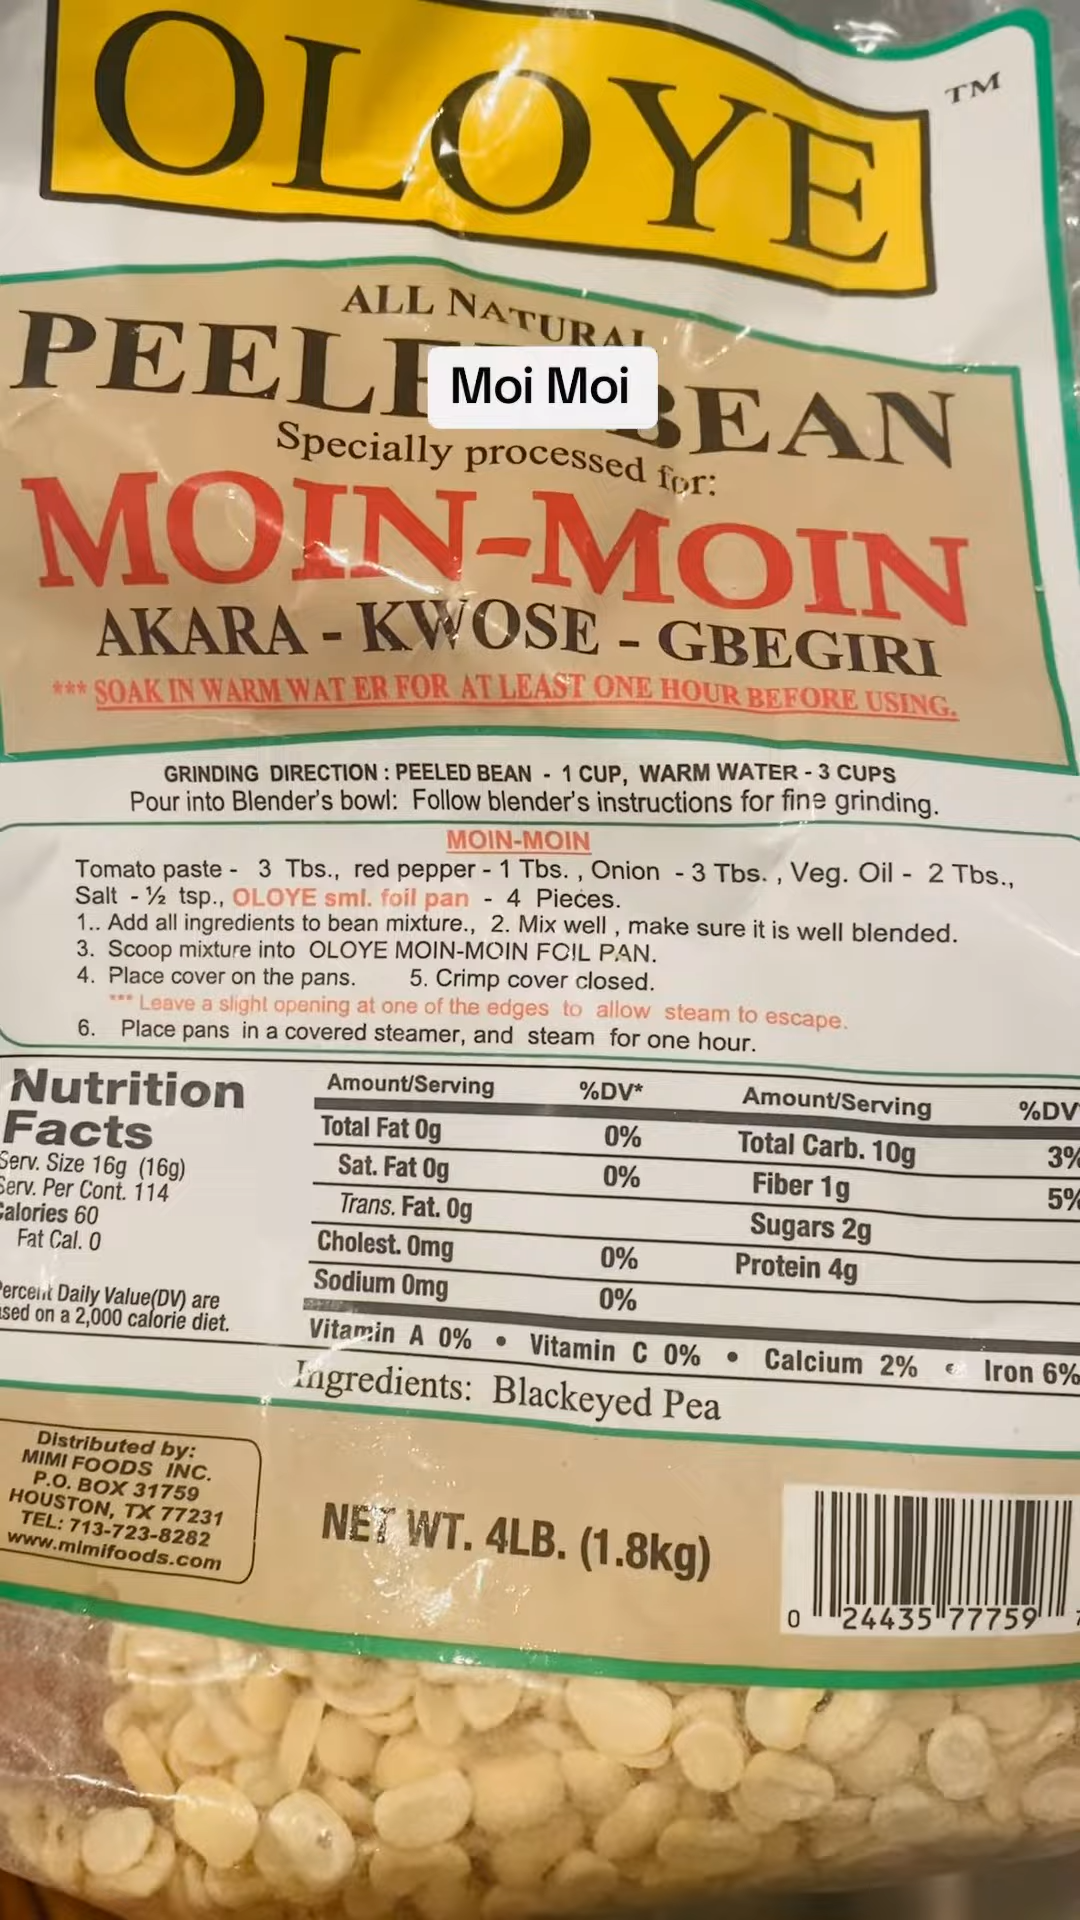 OLOYE
TM
ALL NATURAL
Moi Moi
BEAN
Specially processed for:
MOIN-MOIN
AKARA - KWOSE - GBEGIRI
*** SOAK IN WARM WAT ER FOR AT LEAST ONE HOUR BEFORE USING.
GRINDING DIRECTION : PEELED BEAN - 1 CUP, WARM WATER - 3 CUPS
Pour into Blender's bowl: Follow blender's instructions for fine grinding.
MOIN-MOIN
Tomato paste - 3 Tbs., red pepper - 1 Tbs. , Onion - 3 Tbs. , Veg. Oil - 2 Tbs.,
Salt - ½ tsp., OLOYE sml. foil pan - 4 Pieces.
1.. Add all ingredients to bean mixture., 2. Mix well , make sure it is well blended.
3. Scoop mixture into OLOYE MOIN-MOIN FOIL PAN.
4. Place cover on the pans. 5. Crimp cover closed.
*** Leave a slight opening at one of the edges to allow steam to escape.
6. Place pans in a covered steamer, and steam for one hour.
Nutrition
Facts
Serv. Size 16g (16g)
Serv. Per Cont. 114
Calories 60
Fat Cal. 0
Percent Daily Value(DV) are
based on a 2,000 calorie diet.
Amount/Serving %DV* Amount/Serving %DV*
Total Fat 0g 0% Total Carb. 10g 3%
Sat. Fat 0g 0% Fiber 1g 5%
Trans. Fat. 0g Sugars 2g
Cholest. 0mg 0% Protein 4g
Sodium 0mg 0%
Vitamin A 0% • Vitamin C 0% • Calcium 2% • Iron 6%
Ingredients: Blackeyed Pea
Distributed by:
MIMI FOODS INC.
P.O. BOX 31759
HOUSTON, TX 77231
TEL: 713-723-8282
www.mimifoods.com
NET WT. 4LB. (1.8kg)
0 24435 77759 7